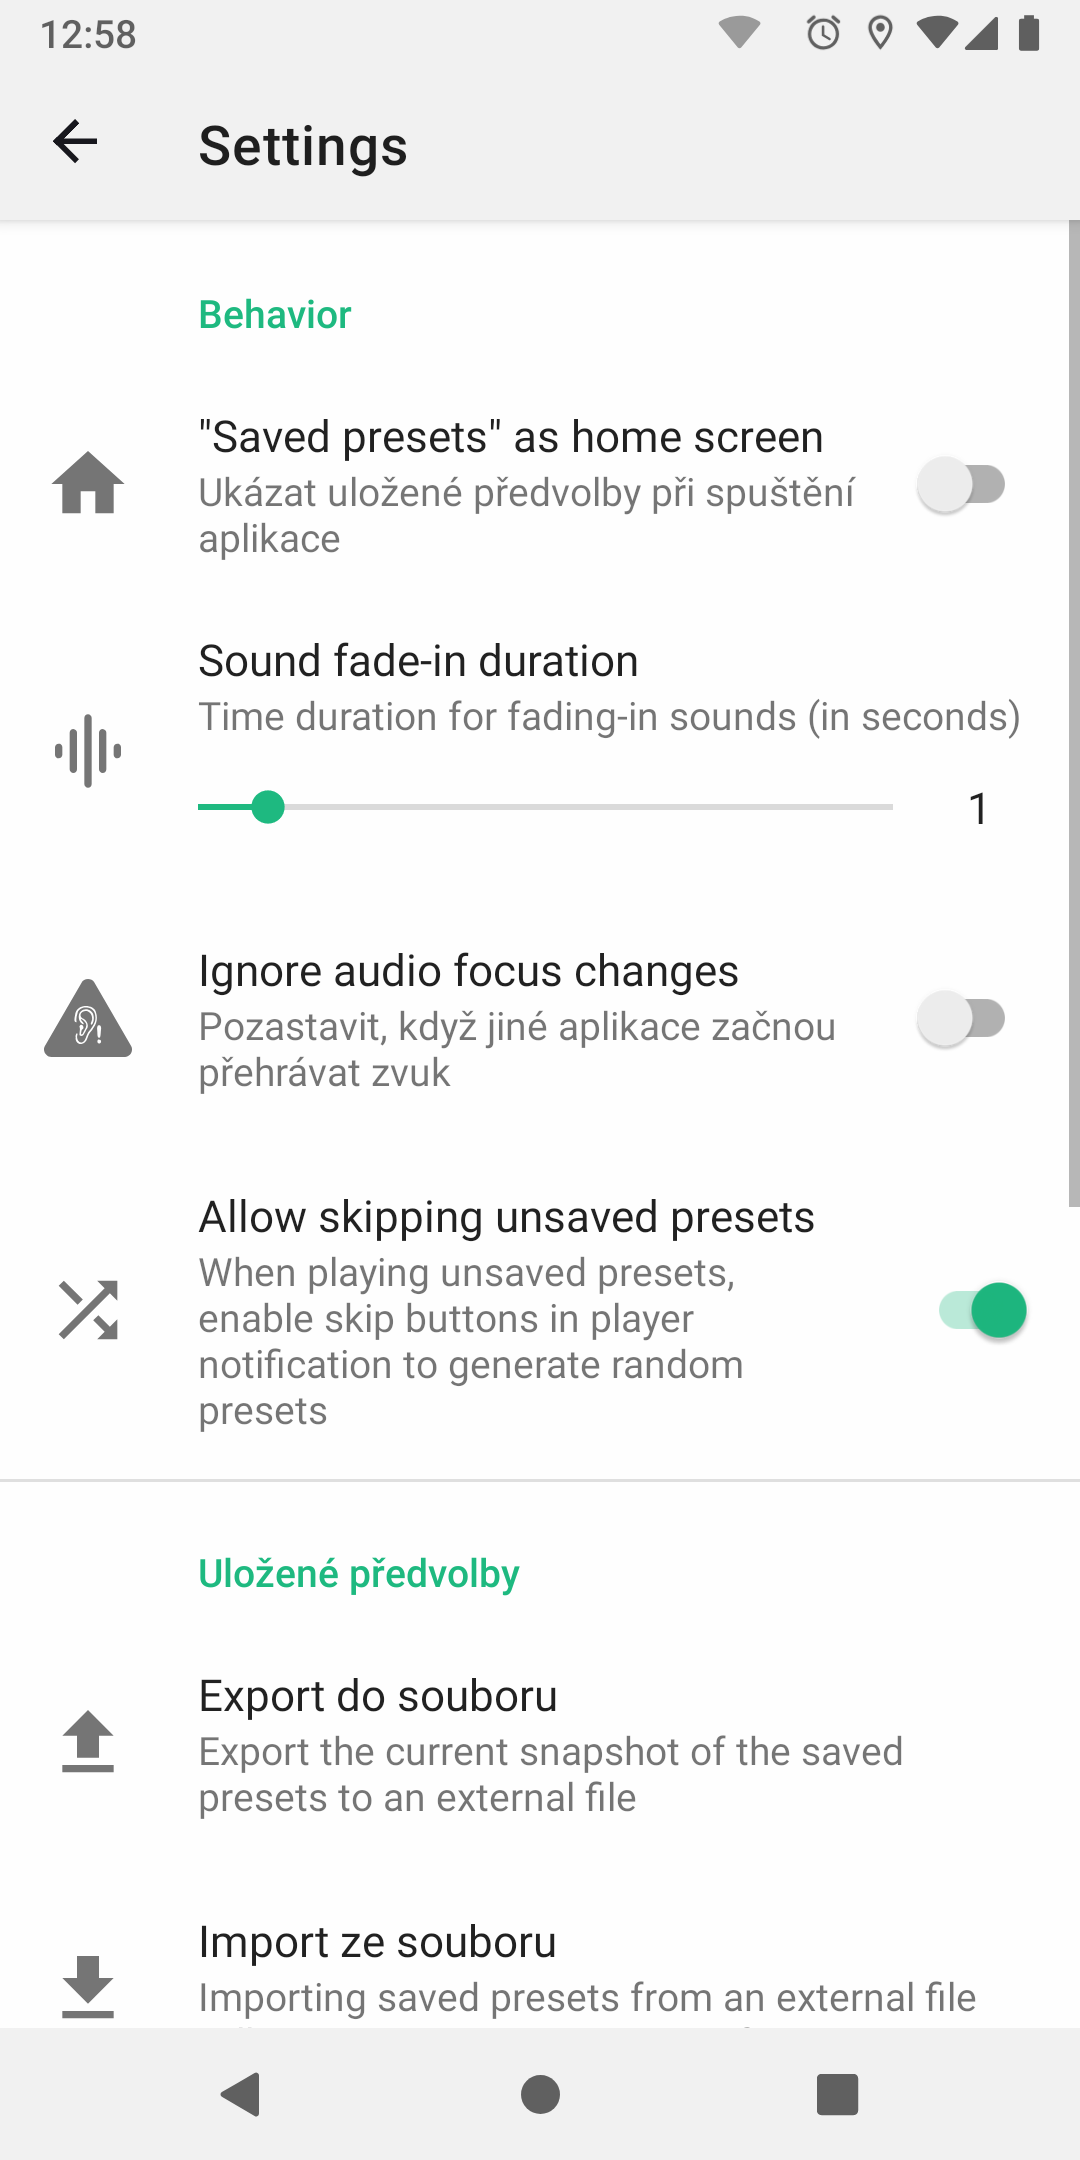 12:58
Settings
Behavior
"Saved presets" as home screen
Ukázat uložené předvolby při spuštění
aplikace
Sound fade-in duration
Time duration for fading-in sounds (in seconds)
1
Ignore audio focus changes
Pozastavit, když jiné aplikace začnou
přehrávat zvuk
Allow skipping unsaved presets
When playing unsaved presets,
enable skip buttons in player
notification to generate random
presets
Uložené předvolby
Export do souboru
Export the current snapshot of the saved
presets to an external file
Import ze souboru
Importing saved presets from an external file